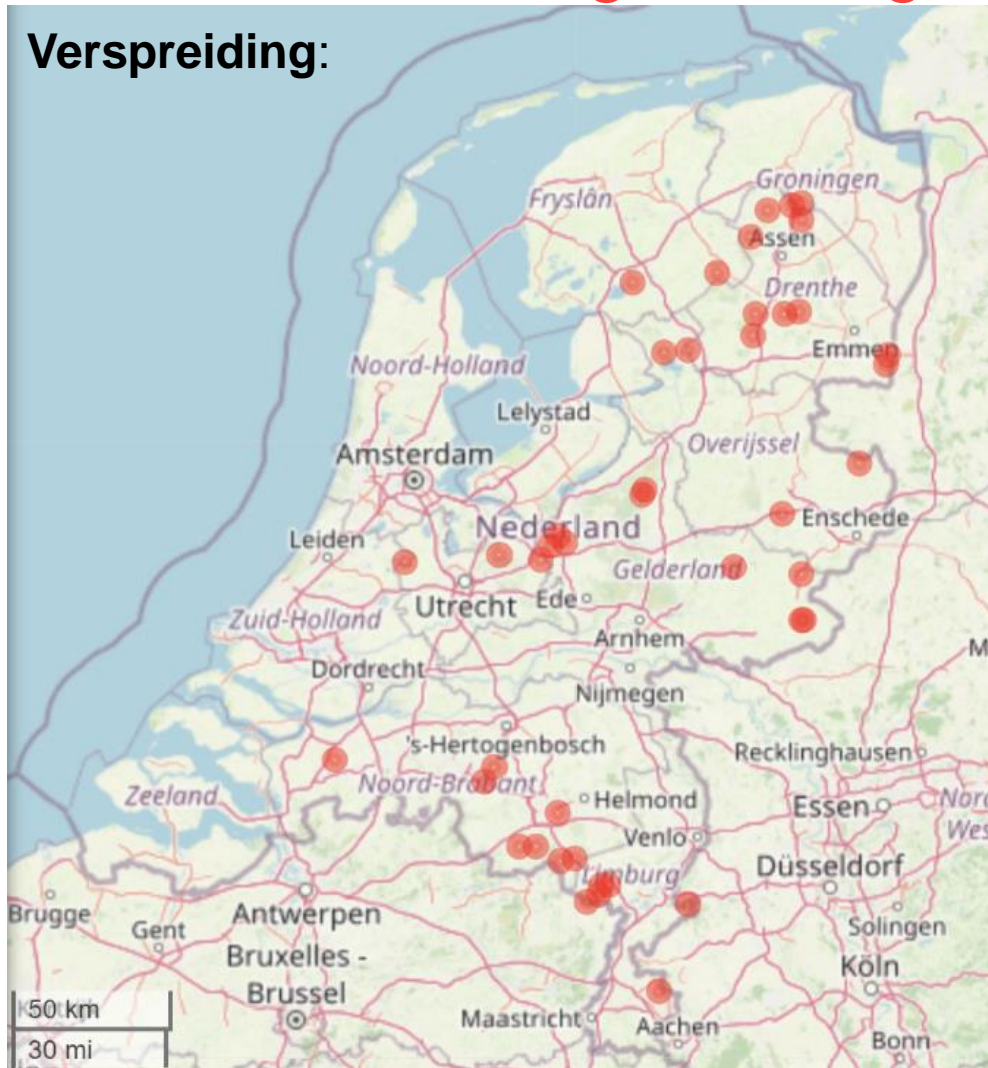 Verspreiding:
Groningen
Fryslân
Assen
Drenthe
Emmen
Noord-Holland
Lelystad
Overijssel
Amsterdam
Nederland
Enschede
Leiden
Gelderland
Utrecht
Ede
Zuid-Holland
Arnhem
Dordrecht
Nijmegen
's-Hertogenbosch
Recklinghausen
Noord-Brabant
Zeeland
Helmond
Essen
Venlo
Düsseldorf
Limburg
Brugge
Antwerpen
Gent
Solingen
Bruxelles -
Brussel
Köln
50 km
Maastricht
Aachen
30 mi
Bonn